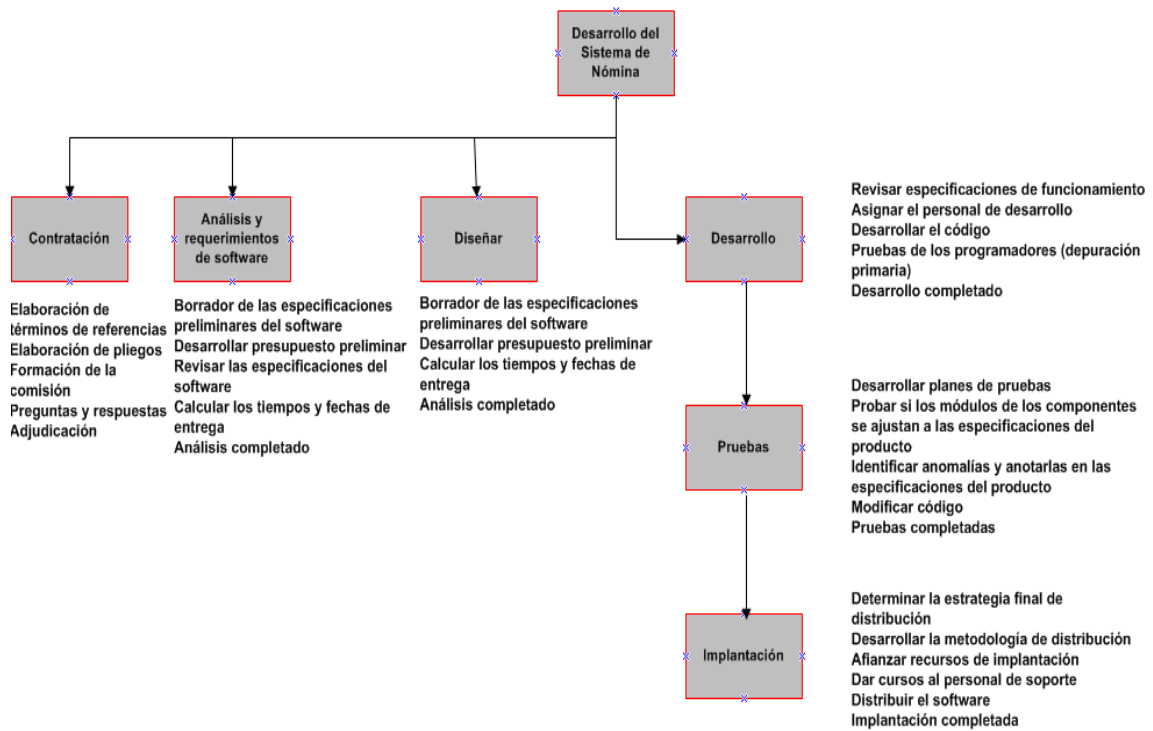 Desarrollo del
Sistema de
Nómina
Contratación
Elaboración de
términos de referencias
Elaboración de pliegos
Formación de la
comisión
Preguntas y respuestas
Adjudicación
Análisis y
requerimientos
de software
Borrador de las especificaciones
preliminares del software
Desarrollar presupuesto preliminar
Revisar las especificaciones del
software
Calcular los tiempos y fechas de
entrega
Análisis completado
Diseñar
Borrador de las especificaciones
preliminares del software
Desarrollar presupuesto preliminar
Calcular los tiempos y fechas de
entrega
Análisis completado
Desarrollo
Revisar especificaciones de funcionamiento
Asignar el personal de desarrollo
Desarrollar el código
Pruebas de los programadores (depuración
primaria)
Desarrollo completado
Pruebas
Desarrollar planes de pruebas
Probar si los módulos de los componentes
se ajustan a las especificaciones del
producto
Identificar anomalías y anotarlas en las
especificaciones del producto
Modificar código
Pruebas completadas
Implantación
Determinar la estrategia final de
distribución
Desarrollar la metodología de distribución
Afianzar recursos de implantación
Dar cursos al personal de soporte
Distribuir el software
Implantación completada